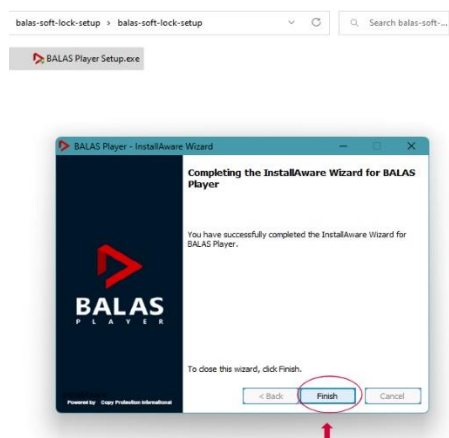 balas-soft-lock-setup › balas-soft-lock-setup
Search balas-soft-...
BALAS Player Setup.exe
BALAS Player - InstallAware Wizard
Completing the InstallAware Wizard for BALAS
Player
You have successfully completed the InstallAware Wizard for
BALAS Player.
BALAS
PLAYER
To close this wizard, click Finish.
Powered by Copy Protection International
< Back
Finish
Cancel